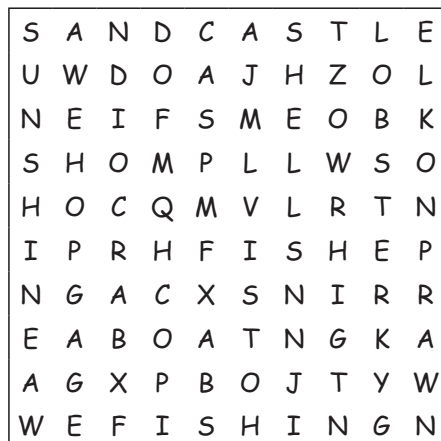 S A N D C A S T L E
U W D O A J H Z O L
N E I F S M E O B K
S H O M P L L W S O
H O C Q M V L R T N
I P R H F I S H E P
N G A C X S N I R R
E A B O A T N G K A
A G X P B O J T Y W
W E F I S H I N G N